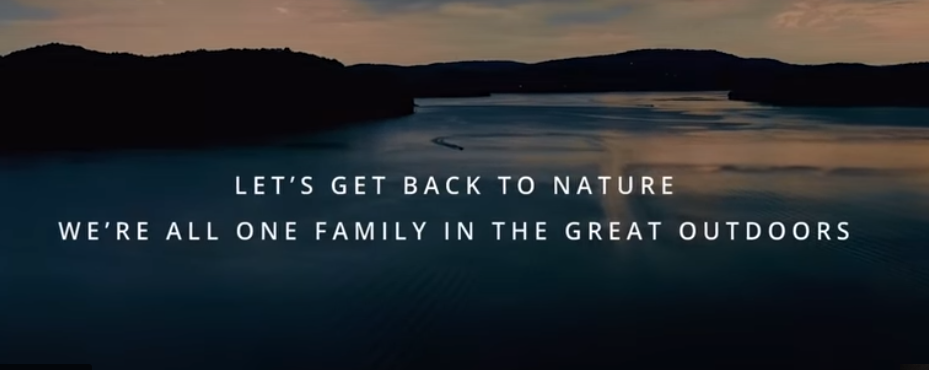 LET’S GET BACK TO NATURE
WE’RE ALL ONE FAMILY IN THE GREAT OUTDOORS